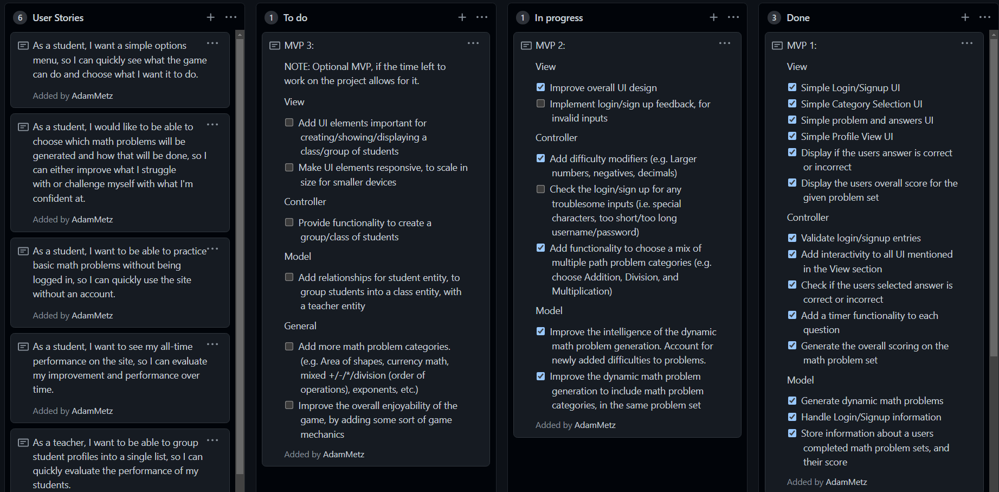 6 User Stories
As a student, I want a simple options
menu, so I can quickly see what the game
can do and choose what I want it to do.
Added by AdamMetz
As a student, I would like to be able to
choose which math problems will be
generated and how that will be done, so I
can either improve what I struggle
with or challenge myself with what I'm
confident at.
Added by AdamMetz
As a student, I want to be able to practice
basic math problems without being
logged in, so I can quickly use the site
without an account.
Added by AdamMetz
As a student, I want to see my all-time
performance on the site, so I can evaluate
my improvement and performance over
time.
Added by AdamMetz
As a teacher, I want to be able to group
student profiles into a single list, so I can
quickly evaluate the performance of my
students.
1 To do
MVP 3:
NOTE: Optional MVP, if the time left to
work on the project allows for it.
View
Add UI elements important for
creating/showing/displaying a
class/group of students
Make UI elements responsive, to scale in
size for smaller devices
Controller
Provide functionality to create a
group/class of students
Model
Add relationships for student entity, to
group students into a class entity, with
a teacher entity
General
Add more math problem categories.
(e.g. Area of shapes, currency math,
mixed +/-/*/division (order of
operations), exponents, etc.)
Improve the overall enjoyability of the
game, by adding some sort of game
mechanics
Added by AdamMetz
1 In progress
MVP 2:
View
Improve overall UI design
Implement login/sign up feedback, for
invalid inputs
Controller
Add difficulty modifiers (e.g. Larger
numbers, negatives, decimals)
Check the login/sign up for any
troublesome inputs (i.e. special
characters, too short/too long
username/password)
Add functionality to choose a mix of
multiple path problem categories (e.g.
choose Addition, Division, and
Multiplication)
Model
Improve the intelligence of the dynamic
math problem generation. Account for
newly added difficulties to problems.
Improve the dynamic math problem
generation to include math problem
categories, in the same problem set
Added by AdamMetz
3 Done
MVP 1:
View
Simple Login/Signup UI
Simple Category Selection UI
Simple problem and answers UI
Simple Profile View UI
Display if the users answer is correct
or incorrect
Display the users overall score for the
given problem set
Controller
Validate login/signup entries
Add interactivity to all UI mentioned
in the View section
Check if the users selected answer is
correct or incorrect
Add a timer functionality to each
question
Generate the overall scoring on the
math problem set
Model
Generate dynamic math problems
Handle Login/Signup information
Store information about a users
completed math problem sets, and
their score
Added by AdamMetz